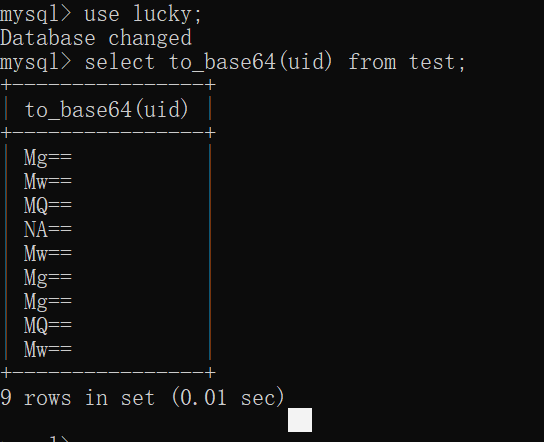 mysql> use lucky;
Database changed
mysql> select to_base64(uid) from test;
+----------------+
| to_base64(uid) |
+----------------+
| Mg==           |
| Mw==           |
| MQ==           |
| NA==           |
| Mw==           |
| Mg==           |
| Mg==           |
| MQ==           |
| Mw==           |
+----------------+
9 rows in set (0.01 sec)
mysql>